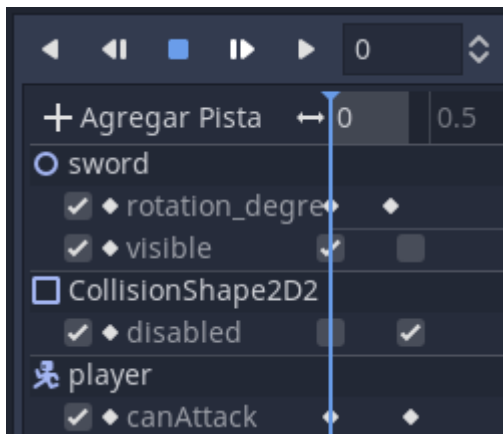 0
Agregar Pista 0 0.5
sword
rotation_degre
visible
CollisionShape2D2
disabled
player
canAttack